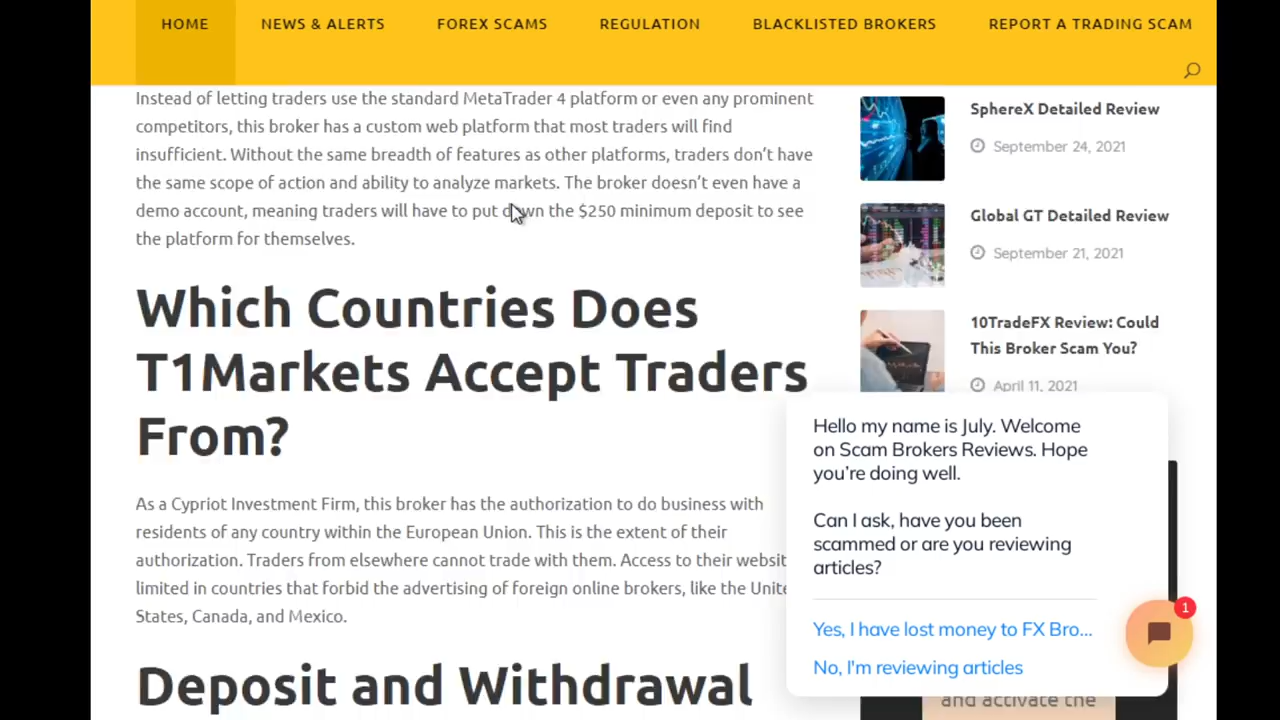 HOME NEWS & ALERTS FOREX SCAMS REGULATION BLACKLISTED BROKERS REPORT A TRADING SCAM
Instead of letting traders use the standard MetaTrader 4 platform or even any prominent
competitors, this broker has a custom web platform that most traders will find
insufficient. Without the same breadth of features as other platforms, traders don’t have
the same scope of action and ability to analyze markets. The broker doesn’t even have a
demo account, meaning traders will have to put down the $250 minimum deposit to see
the platform for themselves.
Which Countries Does
T1Markets Accept Traders
From?
As a Cypriot Investment Firm, this broker has the authorization to do business with
residents of any country within the European Union. This is the extent of their
authorization. Traders from elsewhere cannot trade with them. Access to their
limited in countries that forbid the advertising of foreign online brokers, like the
States, Canada, and Mexico.
Deposit and Withdrawal
SphereX Detailed Review
September 24, 2021
Global GT Detailed Review
September 21, 2021
10TradeFX Review: Could
This Broker Scam You?
April 11, 2021
Hello my name is July. Welcome
on Scam Brokers Reviews. Hope
you’re doing well.
Can I ask, have you been
scammed or are you reviewing
articles?
Yes, I have lost money to FX Bro...
No, I'm reviewing articles
1
and activate the